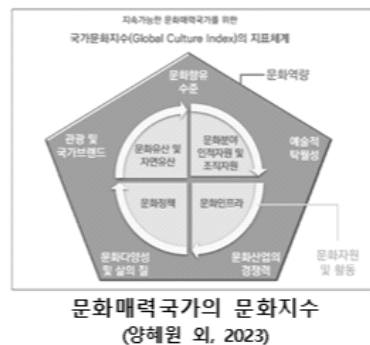 지속가능한 문화매력국가를 위한
국가문화지수(Global Culture Index)의 지표체계
문화향유
수준
문화역량
관광 및
국가브랜드
문화유산 및
자연유산
문화분야
인적자원 및
조직자원
예술적
탁월성
문화정책
문화인프라
문화다양성
및 삶의 질
문화산업의
경쟁력
문화자원
및 활동
문화매력국가의 문화지수
(양혜원 외, 2023)